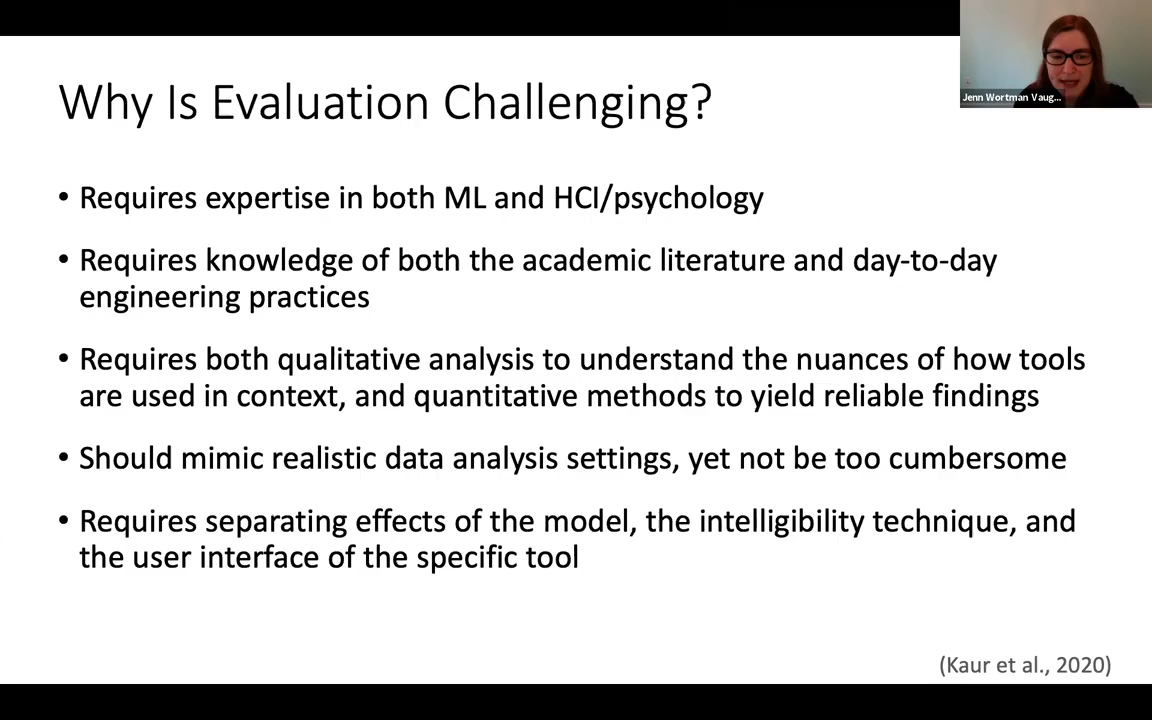 Why Is Evaluation Challenging?
Jenn Wortman Vaug...
• Requires expertise in both ML and HCI/psychology
• Requires knowledge of both the academic literature and day-to-day
engineering practices
• Requires both qualitative analysis to understand the nuances of how tools
are used in context, and quantitative methods to yield reliable findings
• Should mimic realistic data analysis settings, yet not be too cumbersome
• Requires separating effects of the model, the intelligibility technique, and
the user interface of the specific tool
(Kaur et al., 2020)